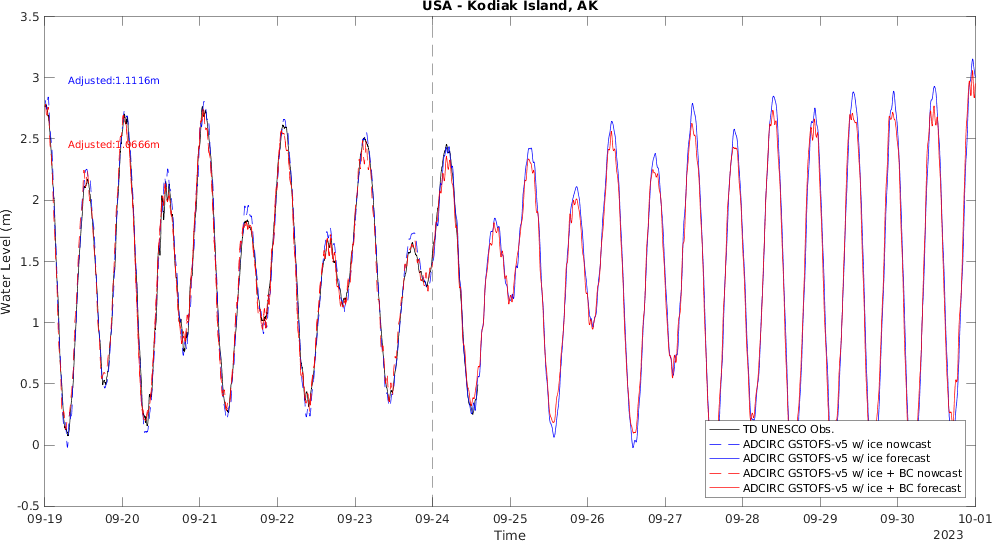 USA - Kodiak Island, AK
3.5
3
2.5
2
1.5
1
0.5
0
-0.5
Water Level (m)
Adjusted:1.1116m
Adjusted:1.0666m
TD UNESCO Obs.
ADCIRC GSTOFS-v5 w/ ice nowcast
ADCIRC GSTOFS-v5 w/ ice forecast
ADCIRC GSTOFS-v5 w/ ice + BC nowcast
ADCIRC GSTOFS-v5 w/ ice + BC forecast
09-19 09-20 09-21 09-22 09-23 09-24 09-25 09-26 09-27 09-28 09-29 09-30 10-01
Time
2023